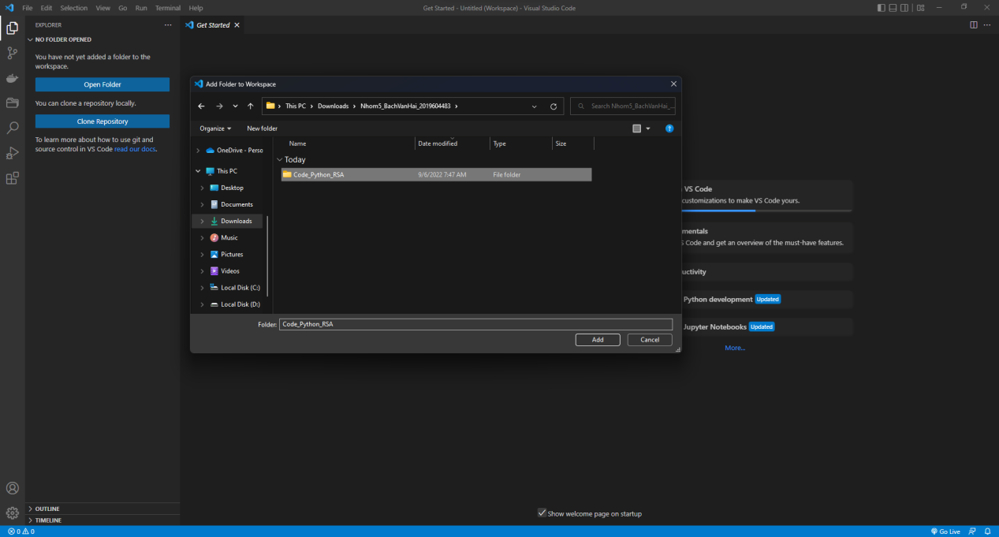 File Edit Selection View Go Run Terminal Help
Get Started - Untitled (Workspace) - Visual Studio Code
EXPLORER
NO FOLDER OPENED
You have not yet added a folder to the
workspace.
Open Folder
You can clone a repository locally.
Clone Repository
To learn more about how to use git and
source control in VS Code read our docs.
OUTLINE
TIMELINE
Get Started
Add Folder to Workspace
This PC > Downloads > Nhom5_BachVanHai_2019604483 >
Search Nhom5_BachVanHai_...
Organize New folder
OneDrive - Perso
This PC
Desktop
Documents
Downloads
Music
Pictures
Videos
Local Disk (C:)
Local Disk (D:)
Name Date modified Type Size
Today
Code_Python_RSA 9/6/2022 7:47 AM File folder
Folder: Code_Python_RSA
Add Cancel
VS Code
customizations to make VS Code yours.
mentals
S Code and get an overview of the must-have features.
uctivity
Python development Updated
Jupyter Notebooks Updated
More...
Show welcome page on startup
0 0
Go Live